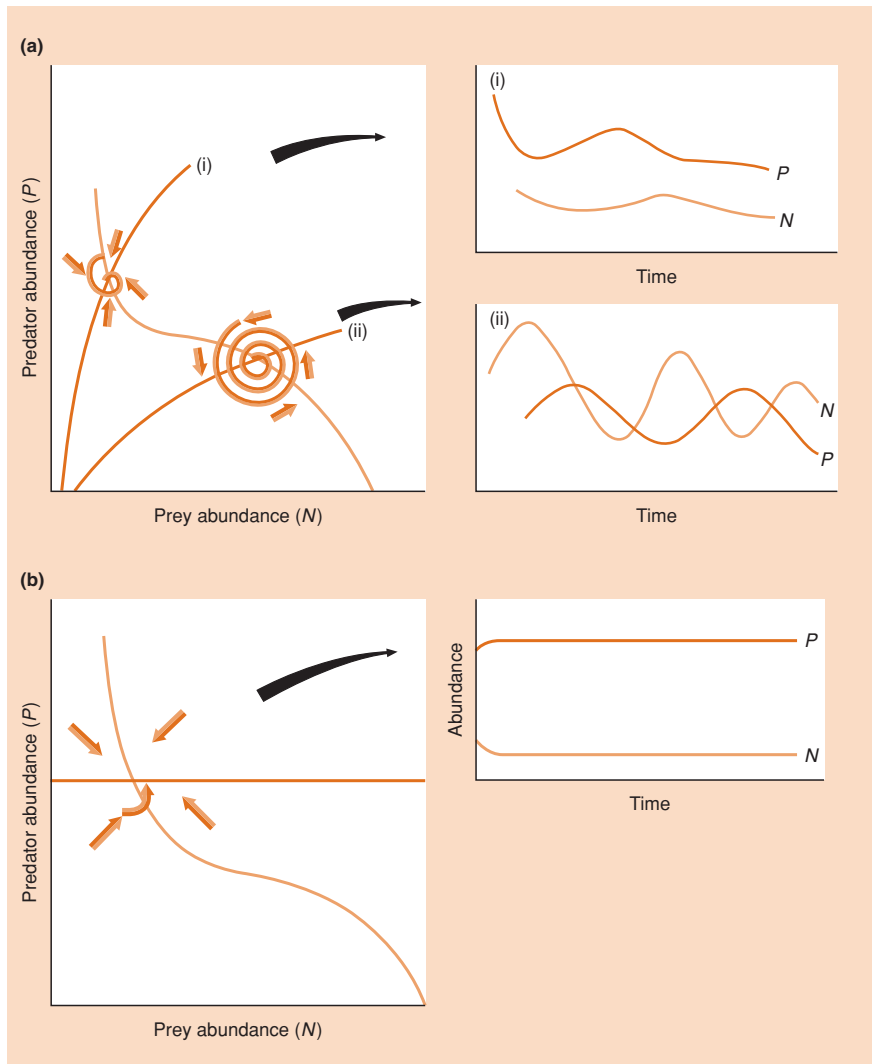 (a)
(i)
(ii)
Predator abundance (P)
Prey abundance (N)
(i)
P
N
Time
(ii)
N
P
Time
(b)
Predator abundance (P)
Prey abundance (N)
Abundance
P
N
Time